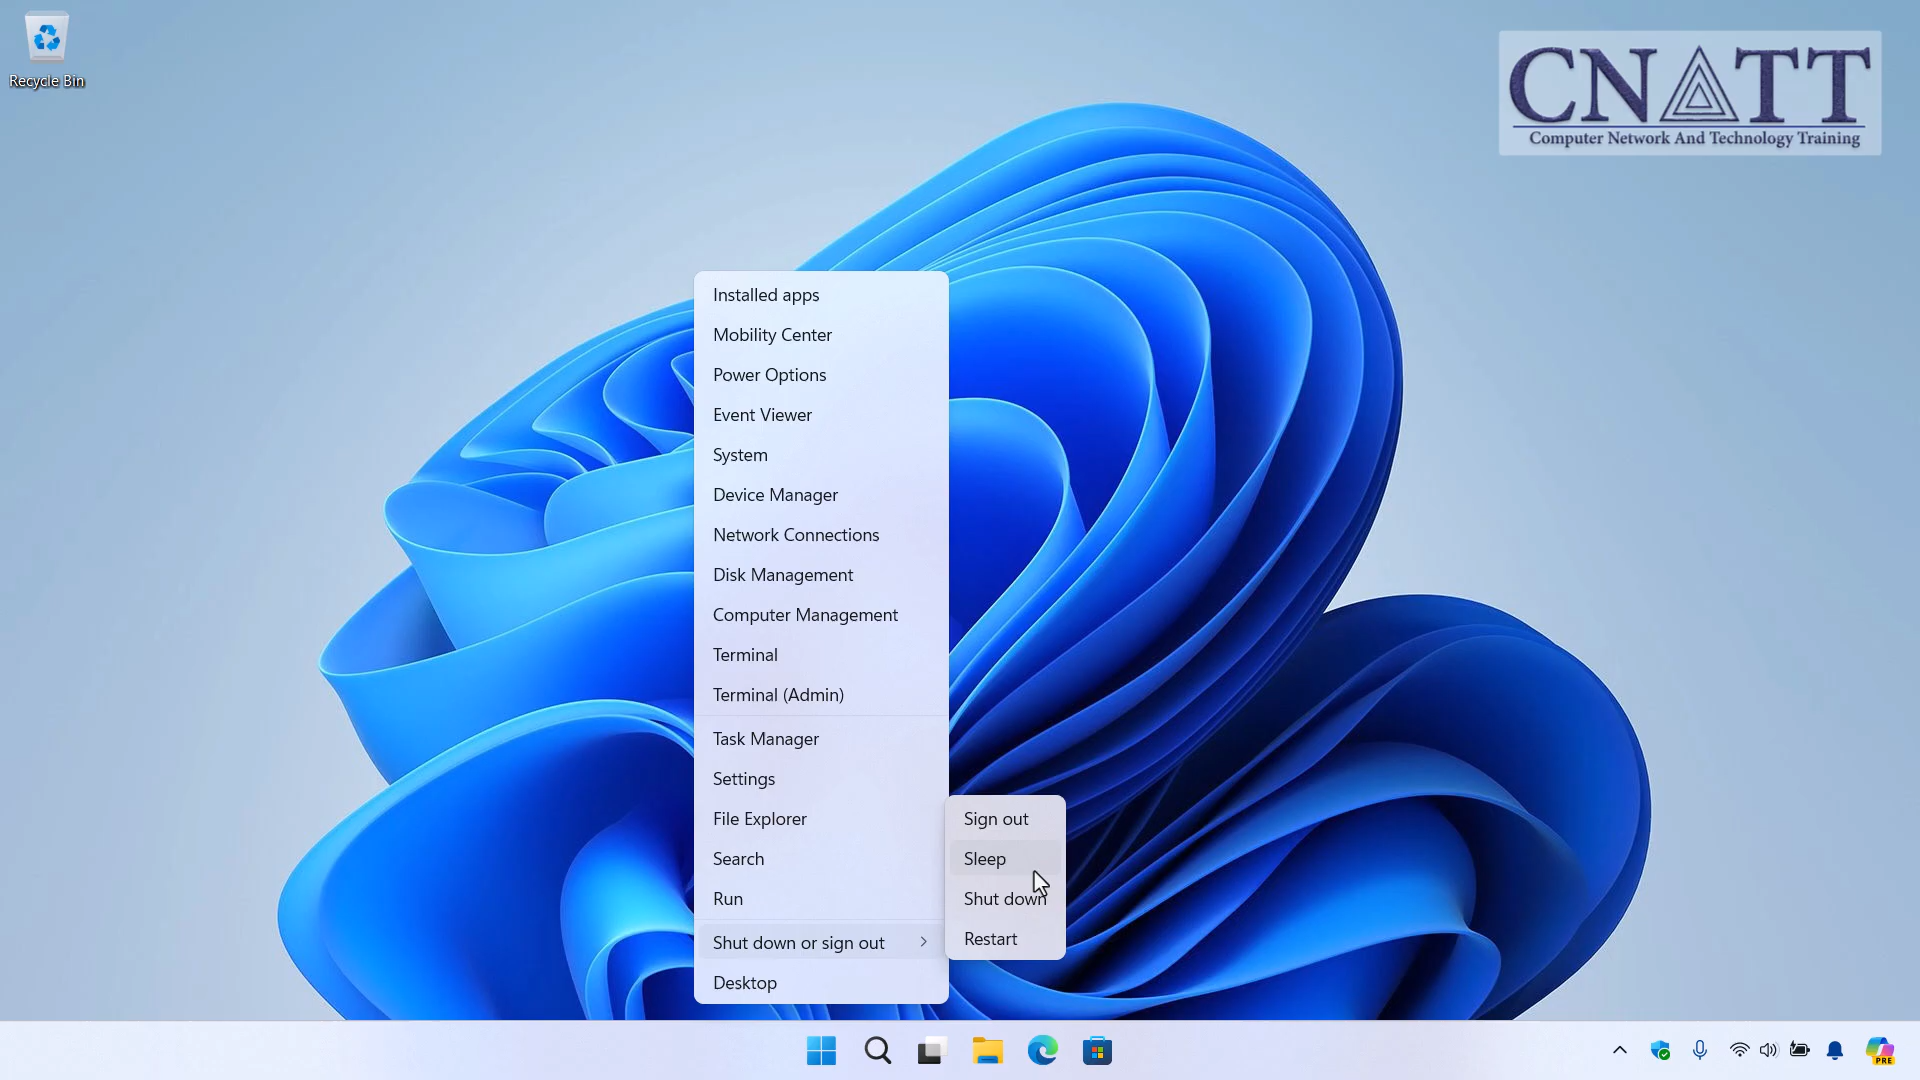 Recycle Bin
CNATT
Computer Network And Technology Training
Installed apps
Mobility Center
Power Options
Event Viewer
System
Device Manager
Network Connections
Disk Management
Computer Management
Terminal
Terminal (Admin)
Task Manager
Settings
File Explorer
Search
Run
Shut down or sign out
Desktop
Sign out
Sleep
Shut down
Restart
PRE